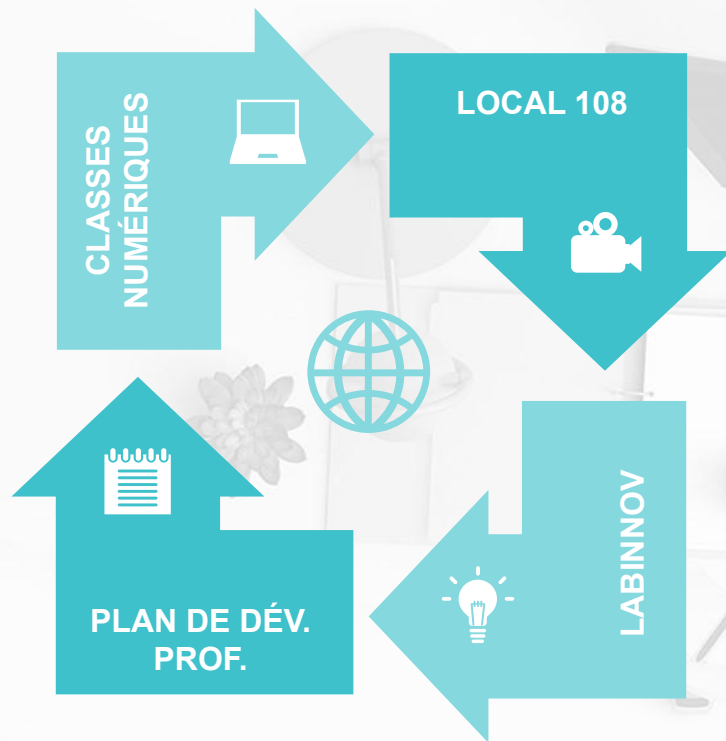 CLASSES
NUMÉRIQUES
LOCAL 108
LABINNOV
PLAN DE DÉV.
PROF.